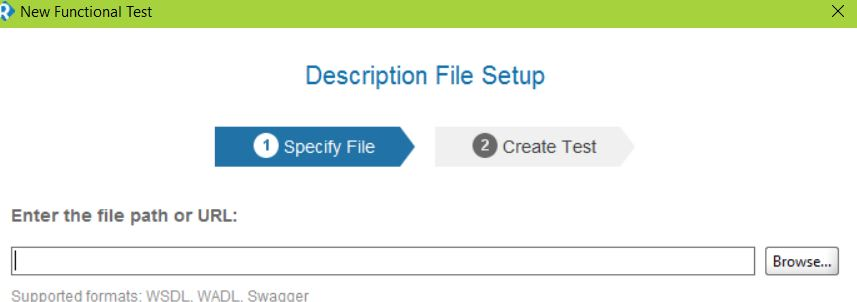 New Functional Test
Description File Setup
1 Specify File
2 Create Test
Enter the file path or URL:
Browse...
Supported formats: WSDL, WADL, Swagger